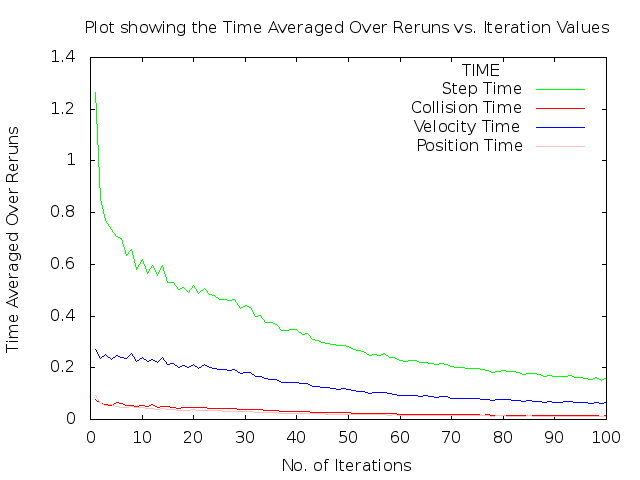 Plot showing the Time Averaged Over Reruns vs. Iteration Values
Time Averaged Over Reruns
1.4
1.2
1
0.8
0.6
0.4
0.2
0
TIME
Step Time
Collision Time
Velocity Time
Position Time
0 10 20 30 40 50 60 70 80 90 100
No. of Iterations